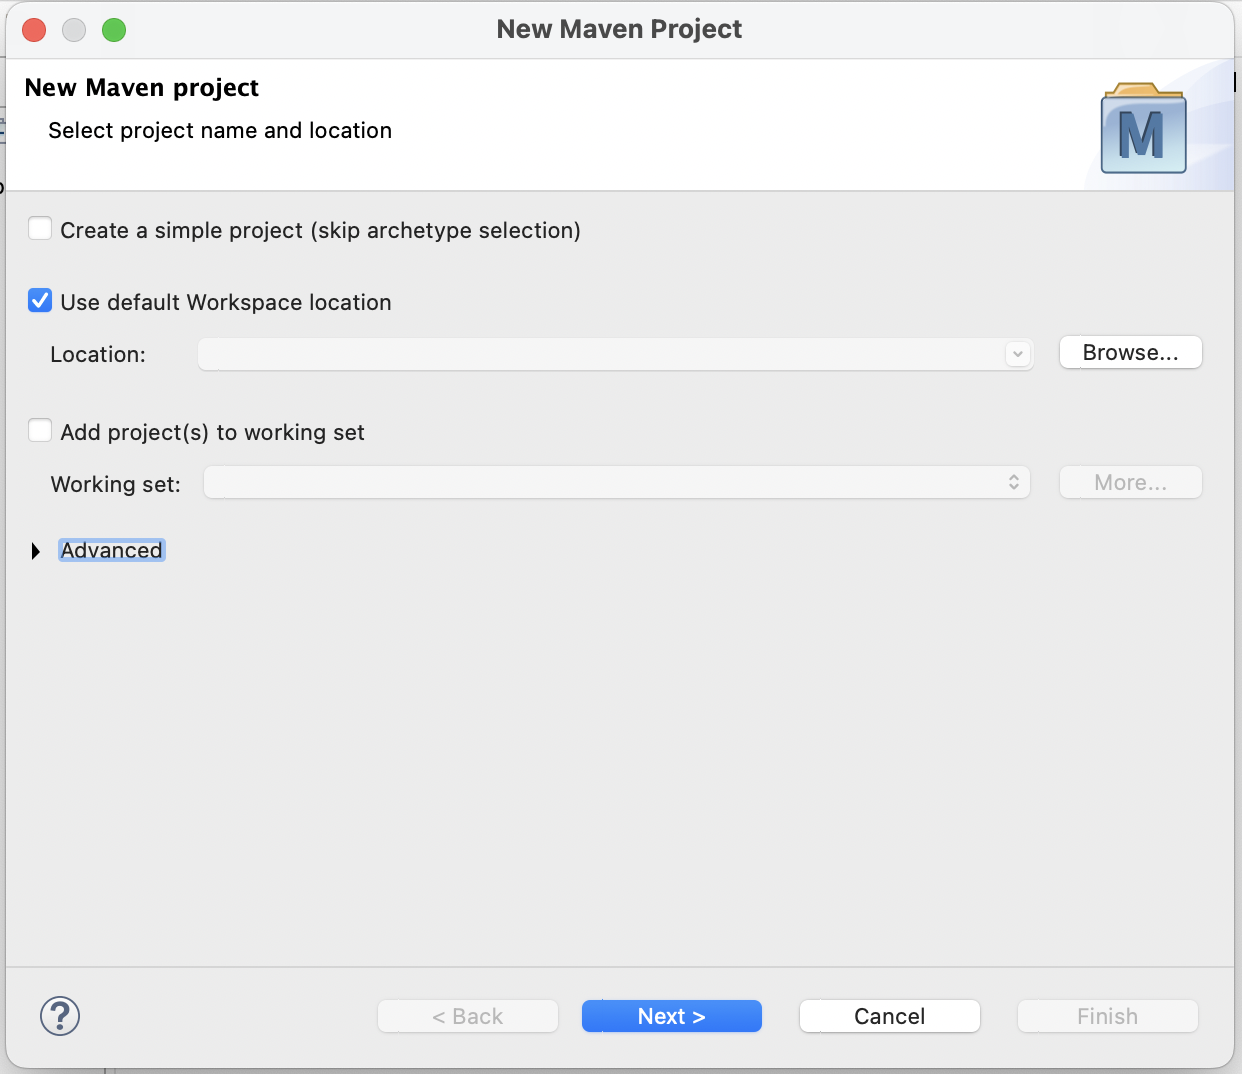 New Maven Project
New Maven project
Select project name and location
M
Create a simple project (skip archetype selection)
Use default Workspace location
Location:
Browse...
Add project(s) to working set
Working set:
More...
Advanced
?
< Back
Next >
Cancel
Finish